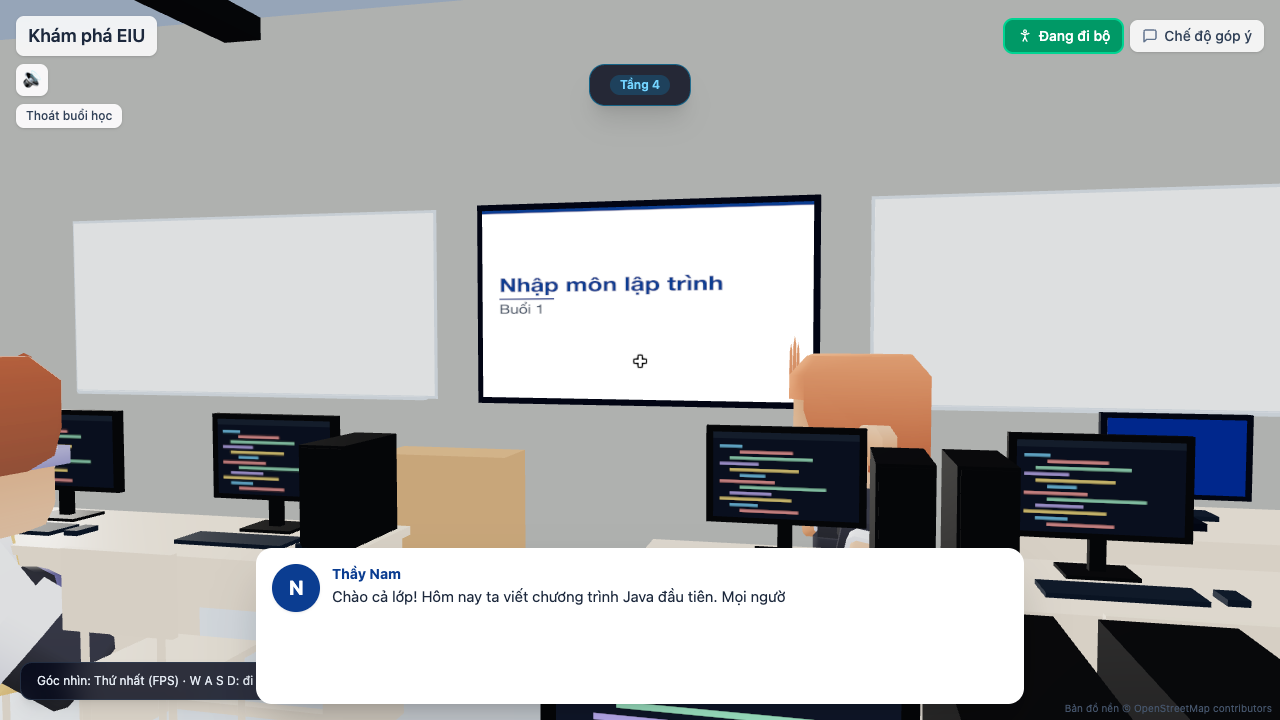 Khám phá EIU
Đang đi bộ
Chế độ góp ý
Tầng 4
Thoát buổi học
Nhập môn lập trình
Buổi 1
N
Thầy Nam
Chào cả lớp! Hôm nay ta viết chương trình Java đầu tiên. Mọi ngườ
Góc nhìn: Thứ nhất (FPS) · W A S D: đi
Bản đồ nền © OpenStreetMap contributors